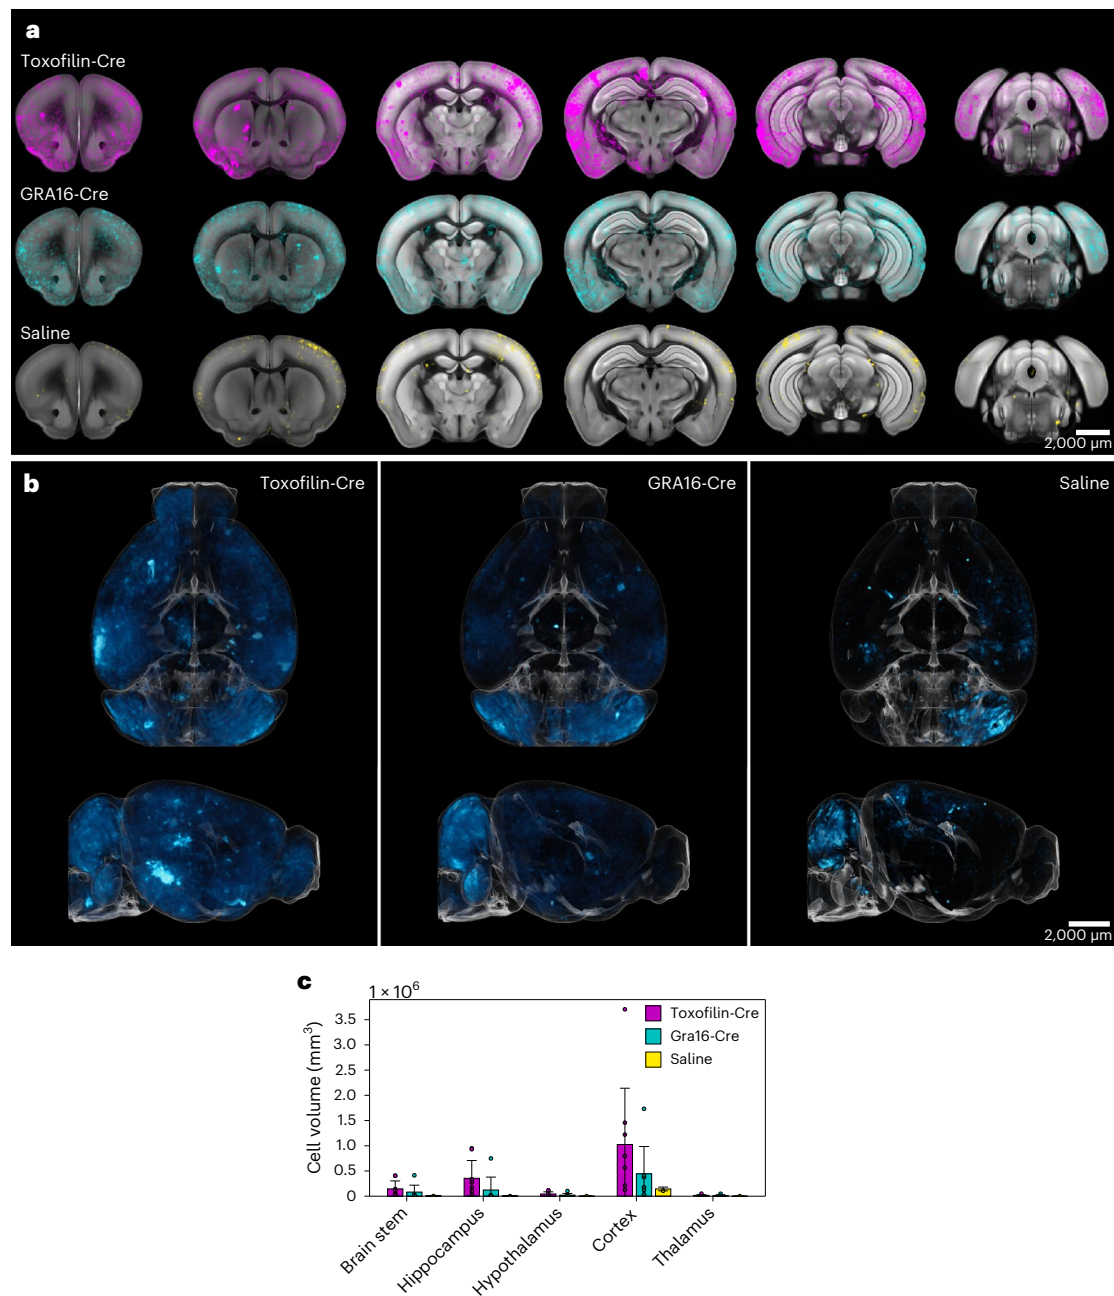 a
Toxofilin-Cre
GRA16-Cre
Saline
2,000 µm
b
Toxofilin-Cre
GRA16-Cre
Saline
2,000 µm
c
1 × 10⁶
Cell volume (mm³)
3.5
3.0
2.5
2.0
1.5
1.0
0.5
0
Toxofilin-Cre
Gra16-Cre
Saline
Brain stem
Hippocampus
Hypothalamus
Cortex
Thalamus